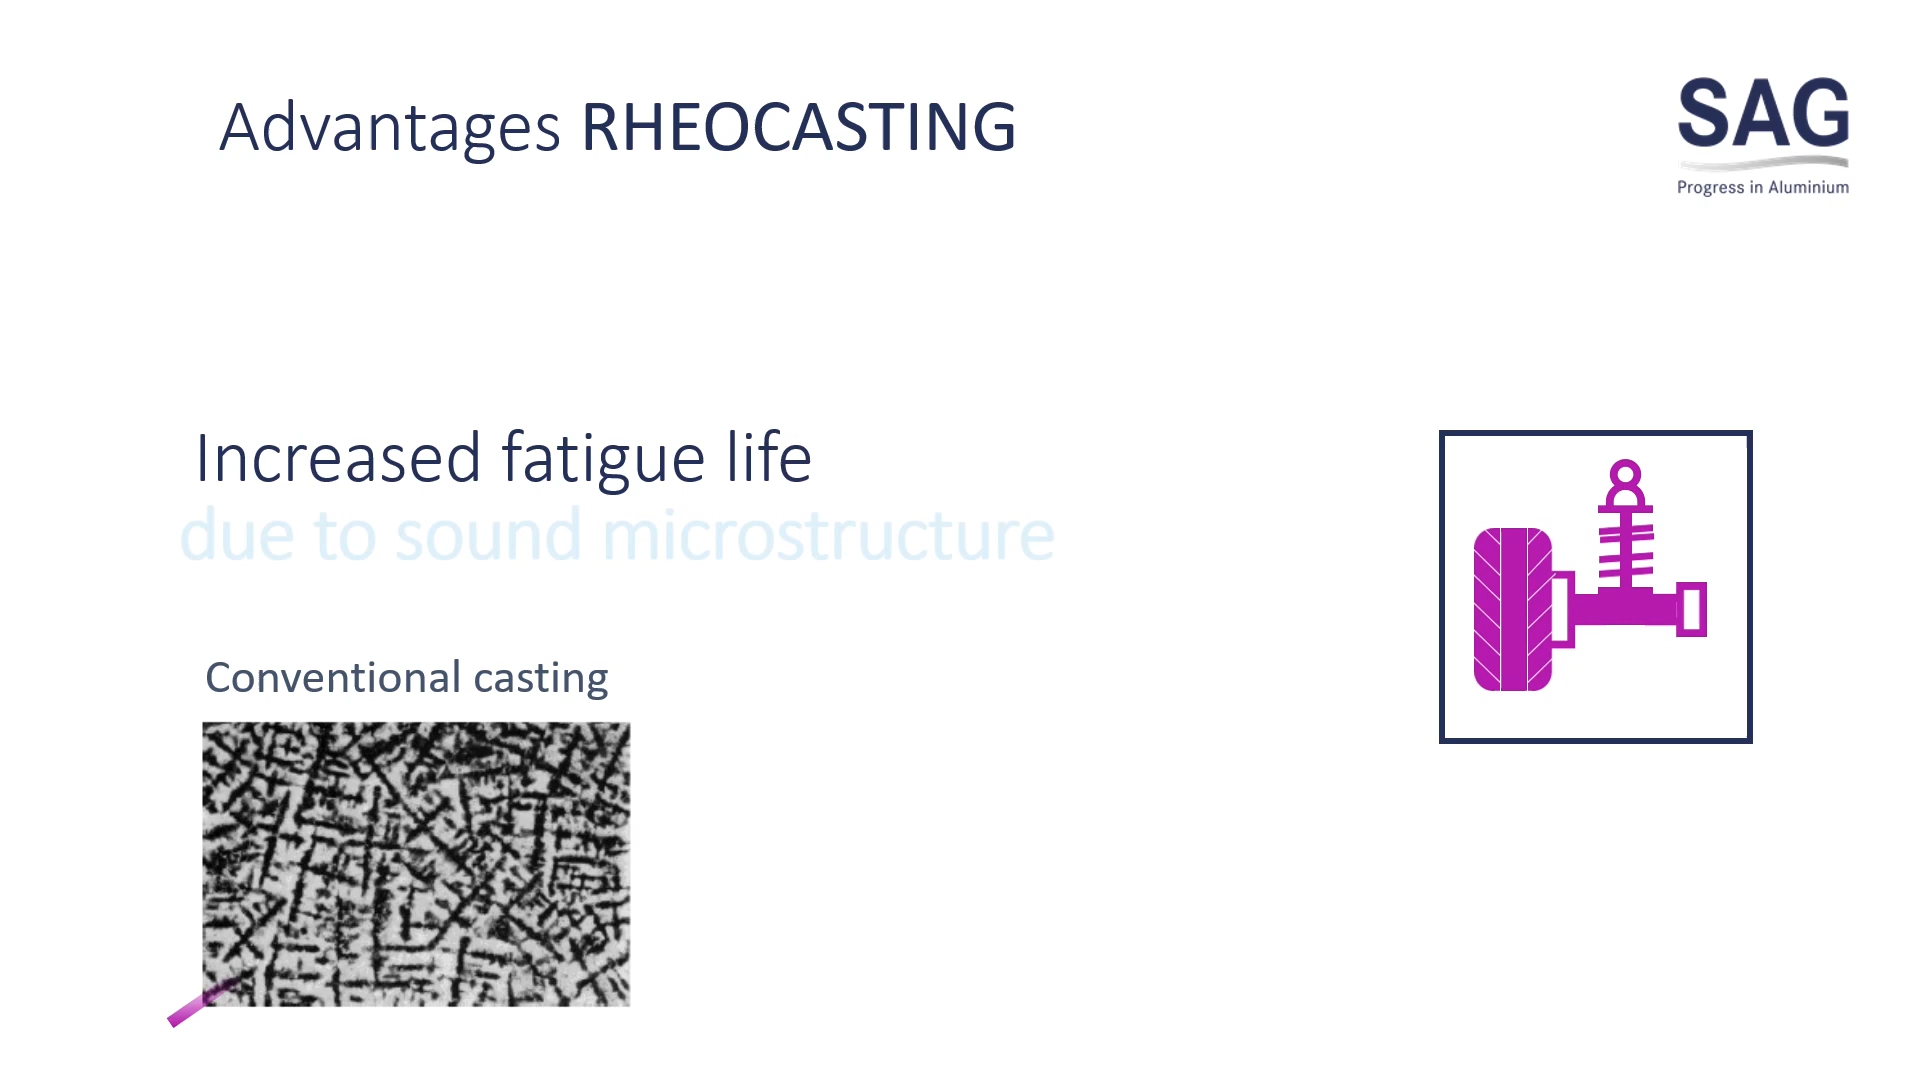 Advantages RHEOCASTING
SAG
Progress in Aluminium
Increased fatigue life
due to sound microstructure
Conventional casting